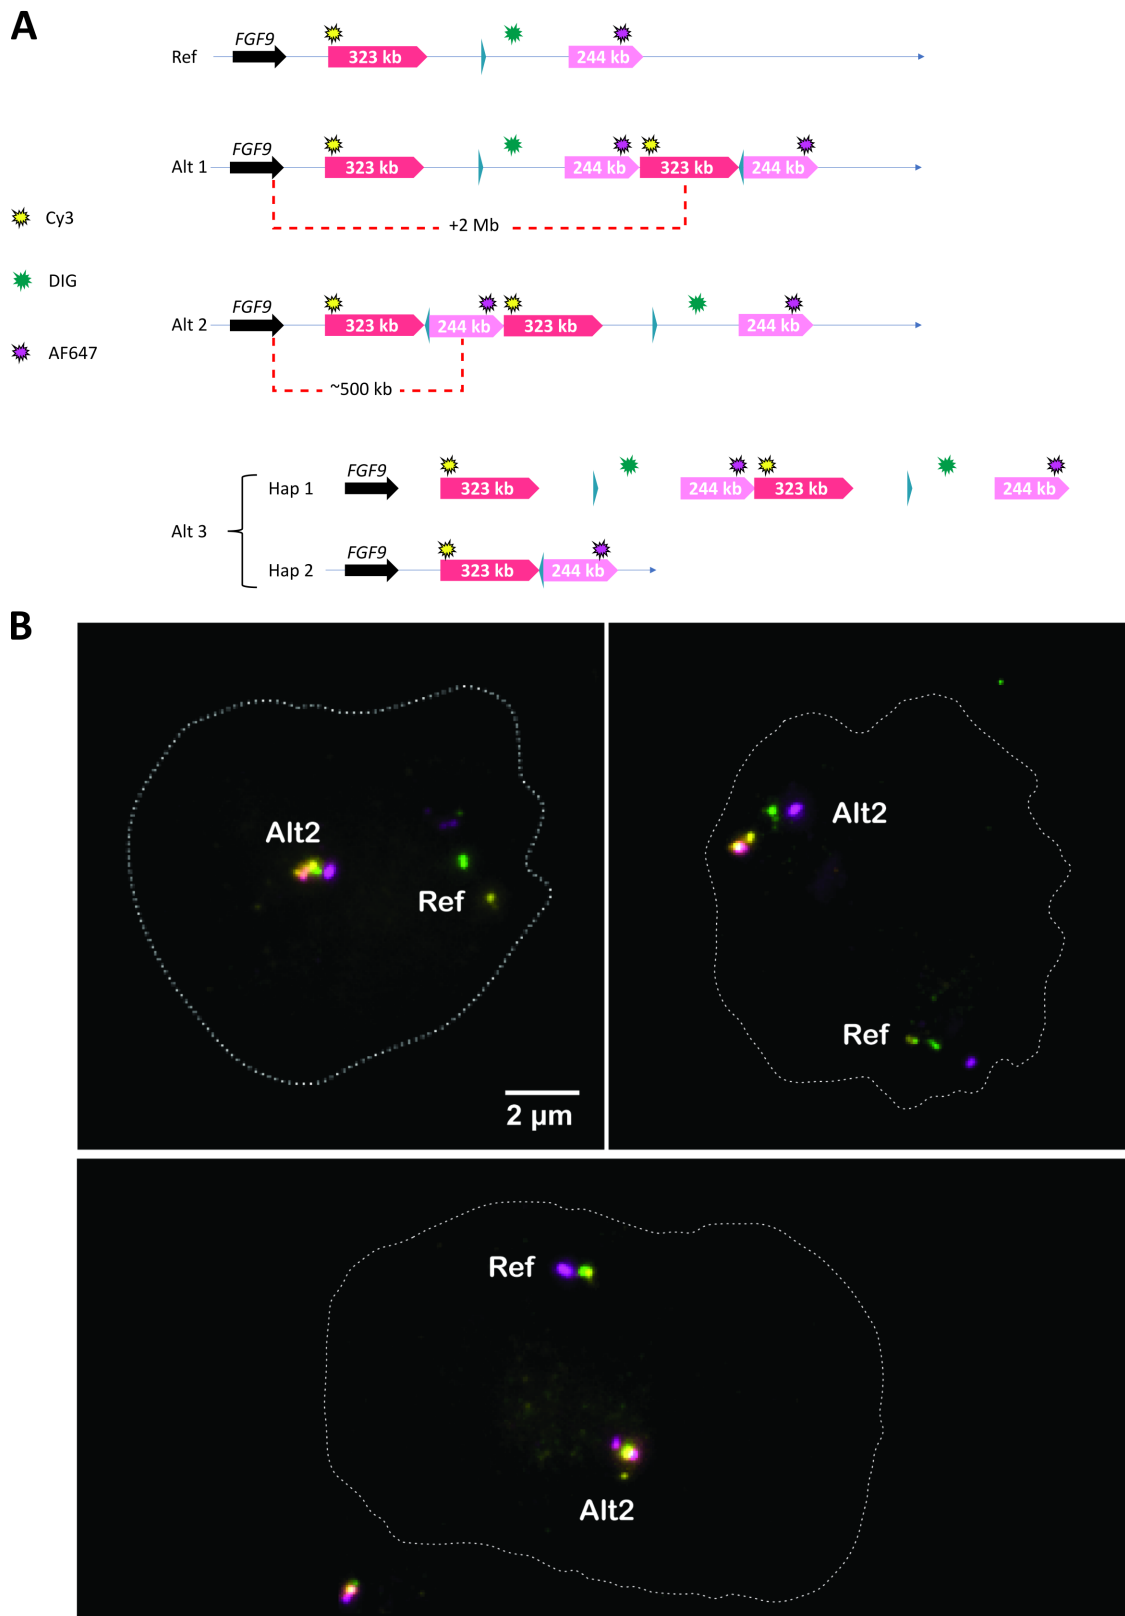 A
Ref
FGF9
323 kb
244 kb
Alt 1
FGF9
323 kb
244 kb
323 kb
244 kb
+2 Mb
Cy3
DIG
AF647
Alt 2
FGF9
323 kb
244 kb
323 kb
244 kb
~500 kb
Alt 3
Hap 1
FGF9
323 kb
244 kb
323 kb
244 kb
Hap 2
FGF9
323 kb
244 kb
B
Alt2
Ref
2 µm
Alt2
Ref
Ref
Alt2